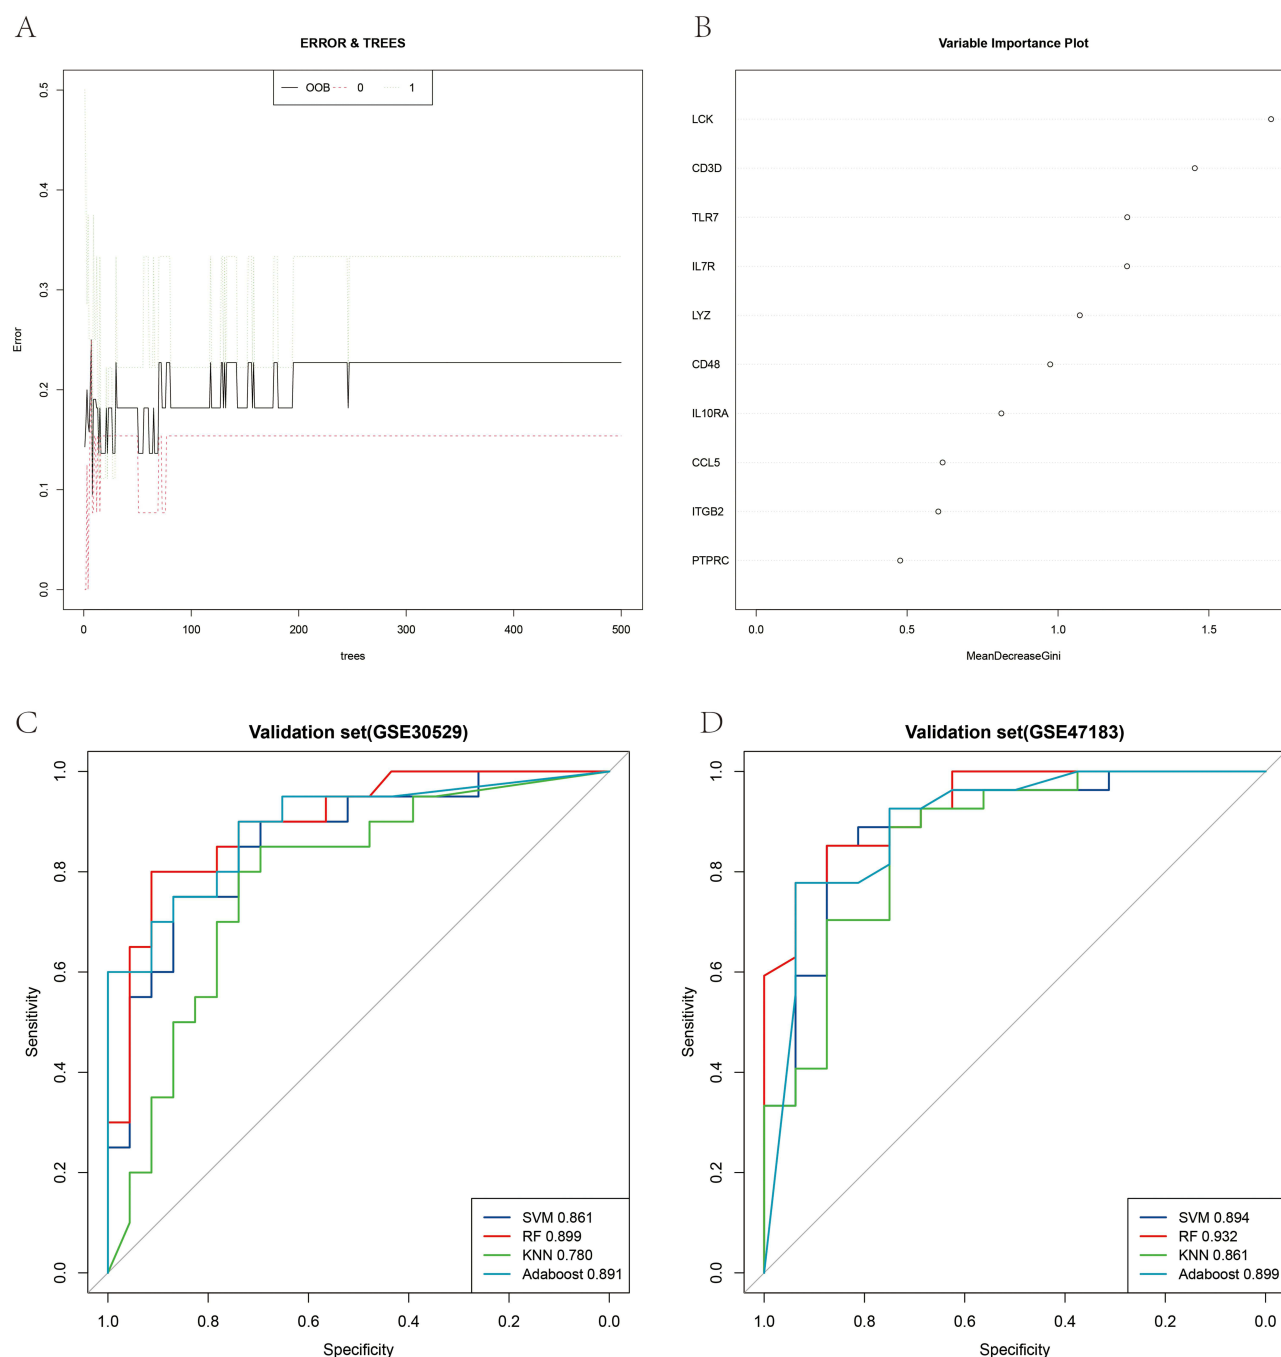 A
ERROR & TREES
OOB 0 1
0.5
0.4
0.3
0.2
0.1
0.0
Error
0 100 200 300 400 500
trees
B
Variable Importance Plot
LCK
CD3D
TLR7
IL7R
LYZ
CD48
IL10RA
CCL5
ITGB2
PTPRC
0.0 0.5 1.0 1.5
MeanDecreaseGini
C
Validation set(GSE30529)
1.0
0.8
0.6
0.4
0.2
0.0
Sensitivity
SVM 0.861
RF 0.899
KNN 0.780
Adaboost 0.891
1.0 0.8 0.6 0.4 0.2 0.0
Specificity
D
Validation set(GSE47183)
1.0
0.8
0.6
0.4
0.2
0.0
Sensitivity
SVM 0.894
RF 0.932
KNN 0.861
Adaboost 0.899
1.0 0.8 0.6 0.4 0.2 0.0
Specificity